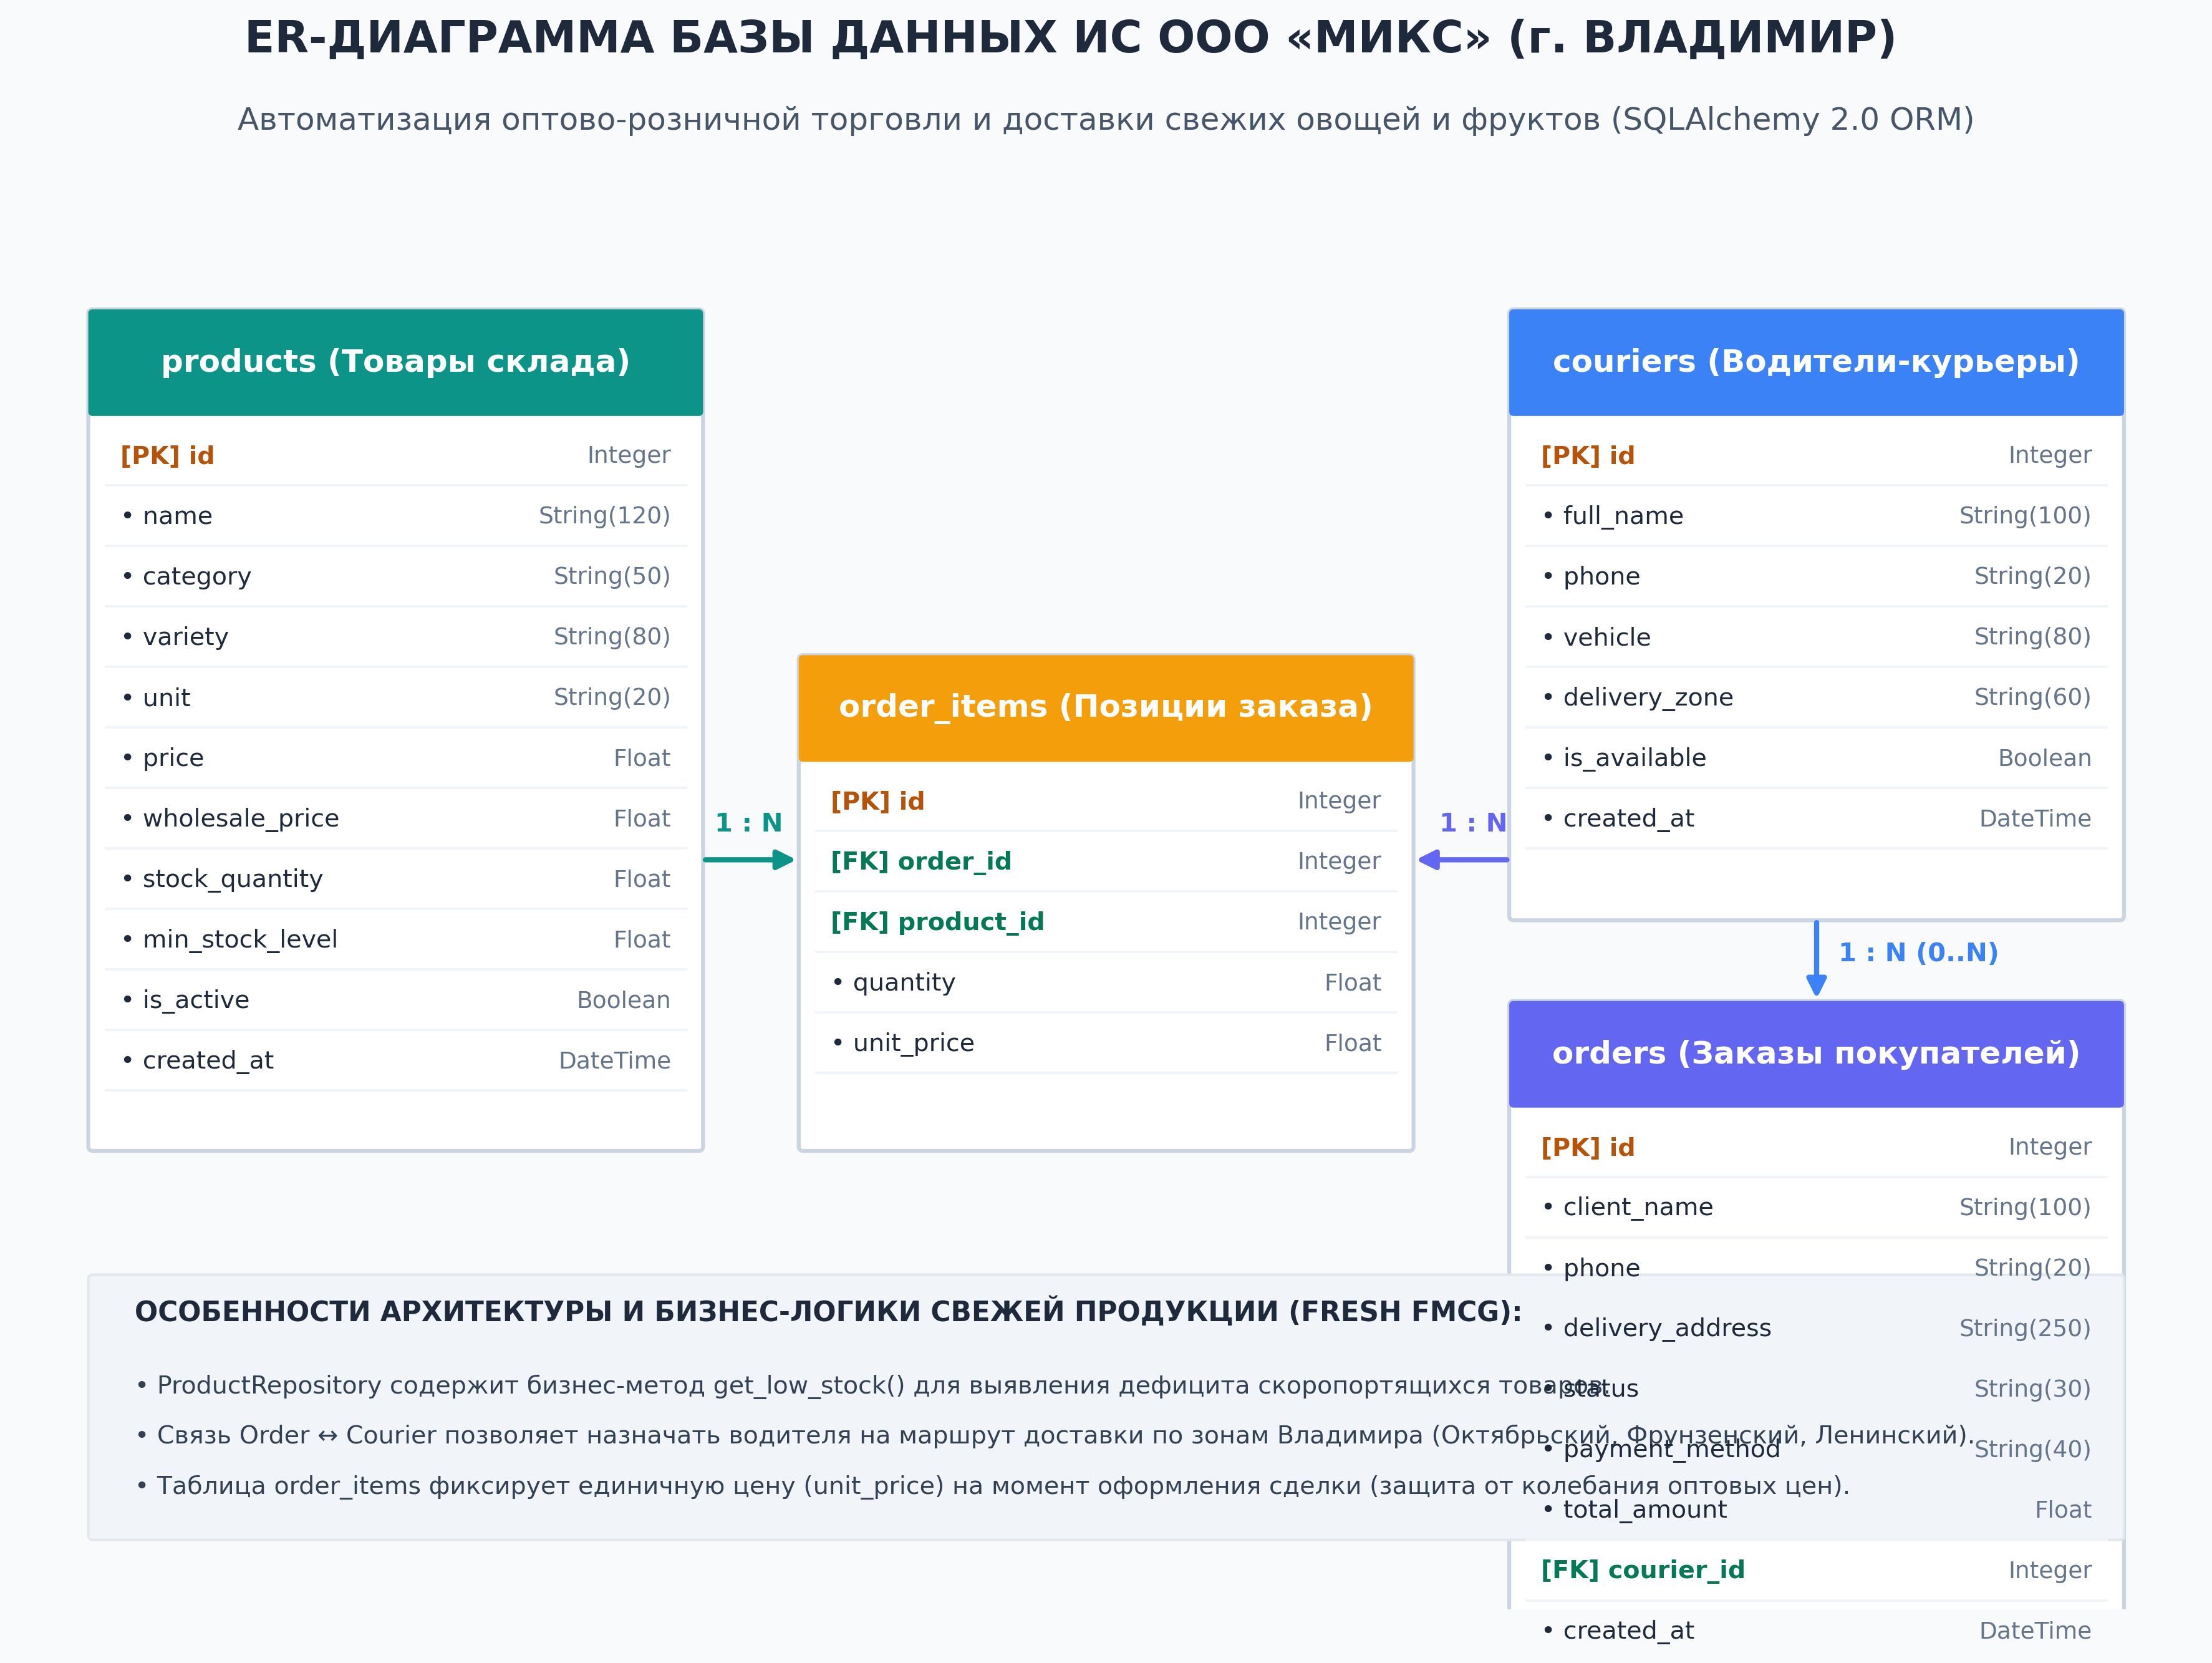 ER-ДИАГРАММА БАЗЫ ДАННЫХ ИС ООО «МИКС» (г. ВЛАДИМИР)
Автоматизация оптово-розничной торговли и доставки свежих овощей и фруктов (SQLAlchemy 2.0 ORM)
products (Товары склада)
[PK] id Integer
• name String(120)
• category String(50)
• variety String(80)
• unit String(20)
• price Float
• wholesale_price Float
• stock_quantity Float
• min_stock_level Float
• is_active Boolean
• created_at DateTime
1 : N
order_items (Позиции заказа)
[PK] id Integer
[FK] order_id Integer
[FK] product_id Integer
• quantity Float
• unit_price Float
1 : N
couriers (Водители-курьеры)
[PK] id Integer
• full_name String(100)
• phone String(20)
• vehicle String(80)
• delivery_zone String(60)
• is_available Boolean
• created_at DateTime
1 : N (0..N)
orders (Заказы покупателей)
[PK] id Integer
• client_name String(100)
• phone String(20)
• delivery_address String(250)
• status String(30)
• payment_method String(40)
• total_amount Float
[FK] courier_id Integer
• created_at DateTime
ОСОБЕННОСТИ АРХИТЕКТУРЫ И БИЗНЕС-ЛОГИКИ СВЕЖЕЙ ПРОДУКЦИИ (FRESH FMCG):
• ProductRepository содержит бизнес-метод get_low_stock() для выявления дефицита скоропортящихся товаров.
• Связь Order ↔ Courier позволяет назначать водителя на маршрут доставки по зонам Владимира (Октябрьский, Фрунзенский, Ленинский).
• Таблица order_items фиксирует единичную цену (unit_price) на момент оформления сделки (защита от колебания оптовых цен).